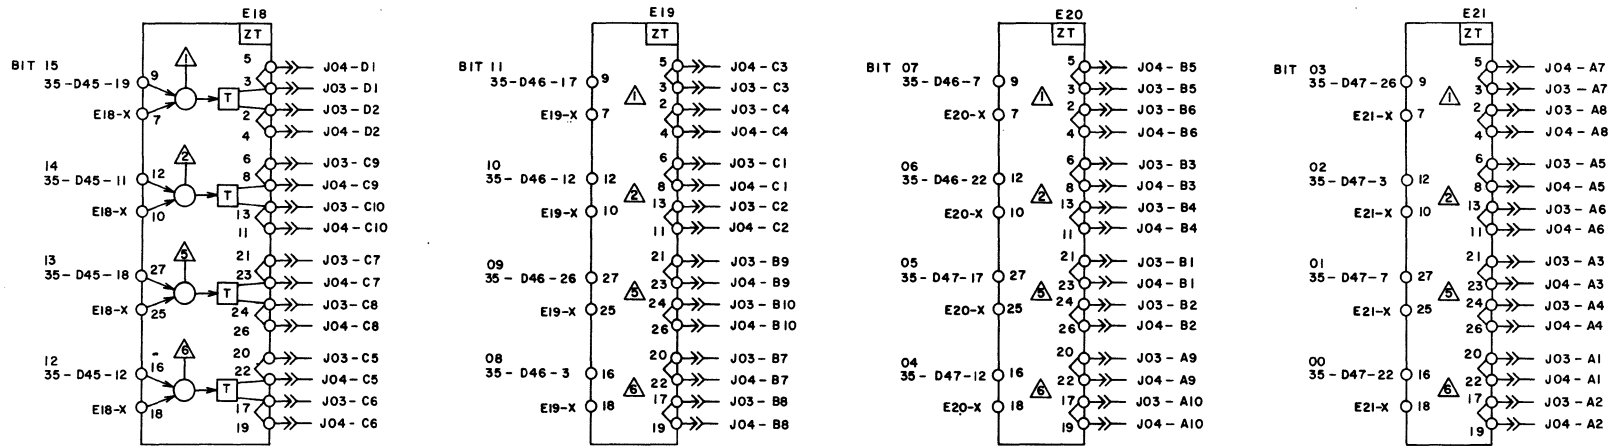 E18
ZT
BIT 15
35-D45-19
9
E18-X
7
1
T
5
3
2
4
J04-D1
J03-D1
J03-D2
J04-D2
14
35-D45-11
12
E18-X
10
2
T
6
8
13
11
J03-C9
J04-C9
J03-C10
J04-C10
13
35-D45-18
27
E18-X
25
5
T
21
23
24
26
J03-C7
J04-C7
J03-C8
J04-C8
12
35-D45-12
16
E18-X
18
6
T
20
22
17
19
J03-C5
J04-C5
J03-C6
J04-C6
E19
ZT
BIT 11
35-D46-17
9
E19-X
7
1
5
3
2
4
J04-C3
J03-C3
J03-C4
J04-C4
10
35-D46-12
12
E19-X
10
2
6
8
13
11
J03-C1
J04-C1
J03-C2
J04-C2
09
35-D46-26
27
E19-X
25
5
21
23
24
26
J03-B9
J04-B9
J03-B10
J04-B10
08
35-D46-3
16
E19-X
18
6
20
22
17
19
J03-B7
J04-B7
J03-B8
J04-B8
E20
ZT
BIT 07
35-D46-7
9
E20-X
7
1
5
3
2
4
J04-B5
J03-B5
J03-B6
J04-B6
06
35-D46-22
12
E20-X
10
2
6
8
13
11
J03-B3
J04-B3
J03-B4
J04-B4
05
35-D47-17
27
E20-X
25
5
21
23
24
26
J03-B1
J04-B1
J03-B2
J04-B2
04
35-D47-12
16
E20-X
18
6
20
22
17
19
J03-A9
J04-A9
J03-A10
J04-A10
E21
ZT
BIT 03
35-D47-26
9
E21-X
7
1
5
3
2
4
J04-A7
J03-A7
J03-A8
J04-A8
02
35-D47-3
12
E21-X
10
2
6
8
13
11
J03-A5
J04-A5
J03-A6
J04-A6
01
35-D47-7
27
E21-X
25
5
21
23
24
26
J03-A3
J04-A3
J03-A4
J04-A4
00
35-D47-22
16
E21-X
18
6
20
22
17
19
J03-A1
J04-A1
J03-A2
J04-A2